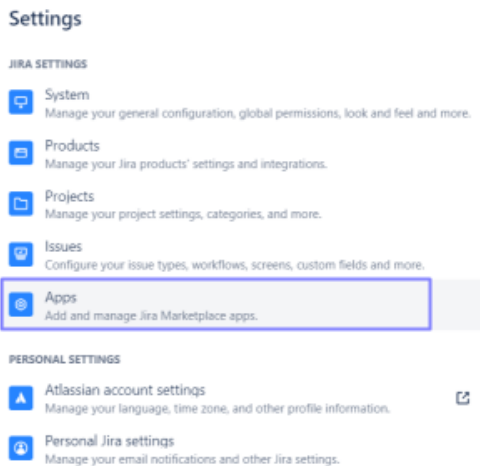 Settings
JIRA SETTINGS
System
Manage your general configuration, global permissions, look and feel and more.
Products
Manage your Jira products' settings and integrations.
Projects
Manage your project settings, categories, and more.
Issues
Configure your issue types, workflows, screens, custom fields and more.
Apps
Add and manage Jira Marketplace apps.
PERSONAL SETTINGS
Atlassian account settings
Manage your language, time zone, and other profile information.
Personal Jira settings
Manage your email notifications and other Jira settings.